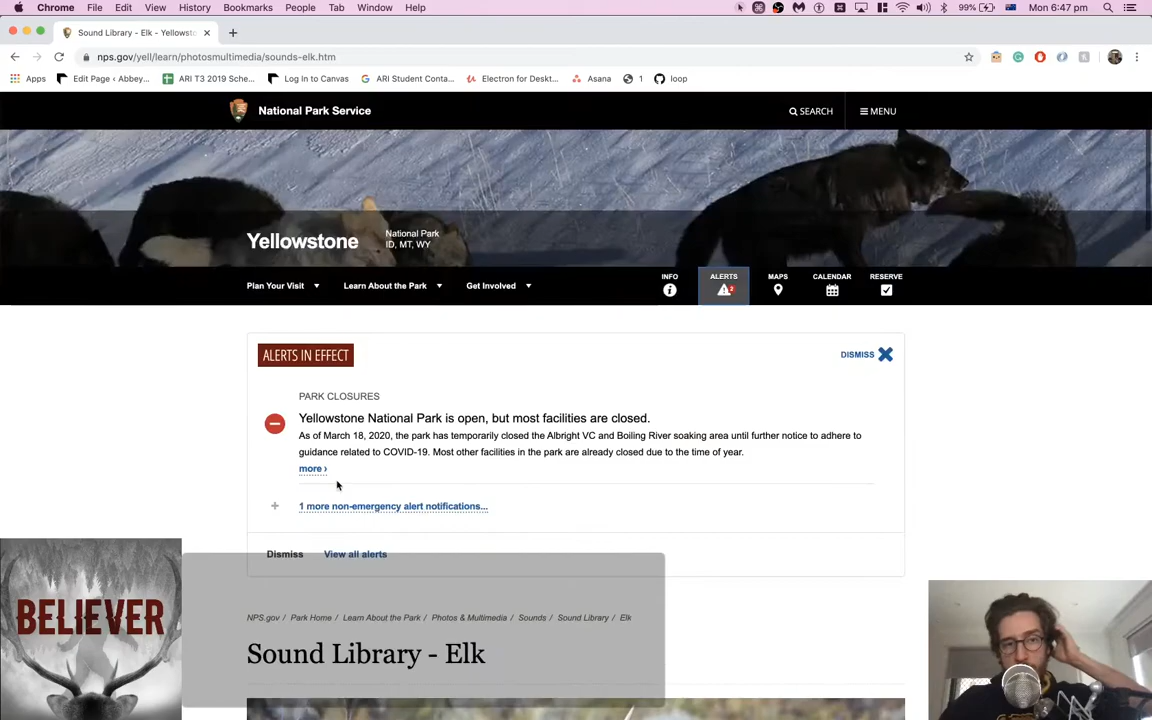 Chrome File Edit View History Bookmarks People Tab Window Help 99% Mon 6:47 pm
Sound Library - Elk - Yellowst
nps.gov/yell/learn/photosmultimedia/sounds-elk.htm
Apps Edit Page ‹ Abbey... ARI T3 2019 Sche... Log In to Canvas ARI Student Conta... Electron for Deskt... Asana 1 loop
National Park Service SEARCH MENU
Yellowstone
National Park
ID, MT, WY
Plan Your Visit Learn About the Park Get Involved
INFO ALERTS MAPS CALENDAR RESERVE
2
ALERTS IN EFFECT DISMISS
PARK CLOSURES
Yellowstone National Park is open, but most facilities are closed.
As of March 18, 2020, the park has temporarily closed the Albright VC and Boiling River soaking area until further notice to adhere to
guidance related to COVID-19. Most other facilities in the park are already closed due to the time of year.
more ›
1 more non-emergency alert notifications...
Dismiss View all alerts
NPS.gov / Park Home / Learn About the Park / Photos & Multimedia / Sounds / Sound Library / Elk
Sound Library - Elk
BELIEVER